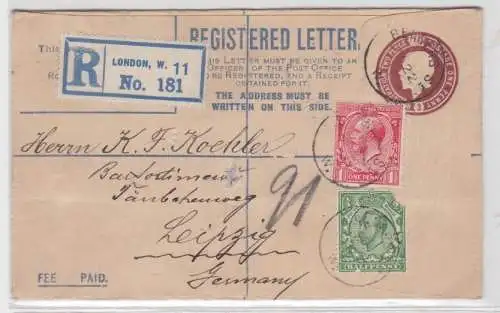 REGISTERED LETTER.
THIS LETTER MUST BE GIVEN TO AN
OFFICER OF THE POST OFFICE
TO BE REGISTERED, AND A RECEIPT
OBTAINED FOR IT.
THE ADDRESS MUST BE
WRITTEN ON THIS SIDE.
This
R
LONDON, W. 11
No. 181
Herrn K. F. Koehler
Täubchenweg
91
Leipzig
Germany
FEE PAID.
ONE PENNY
HALFPENNY